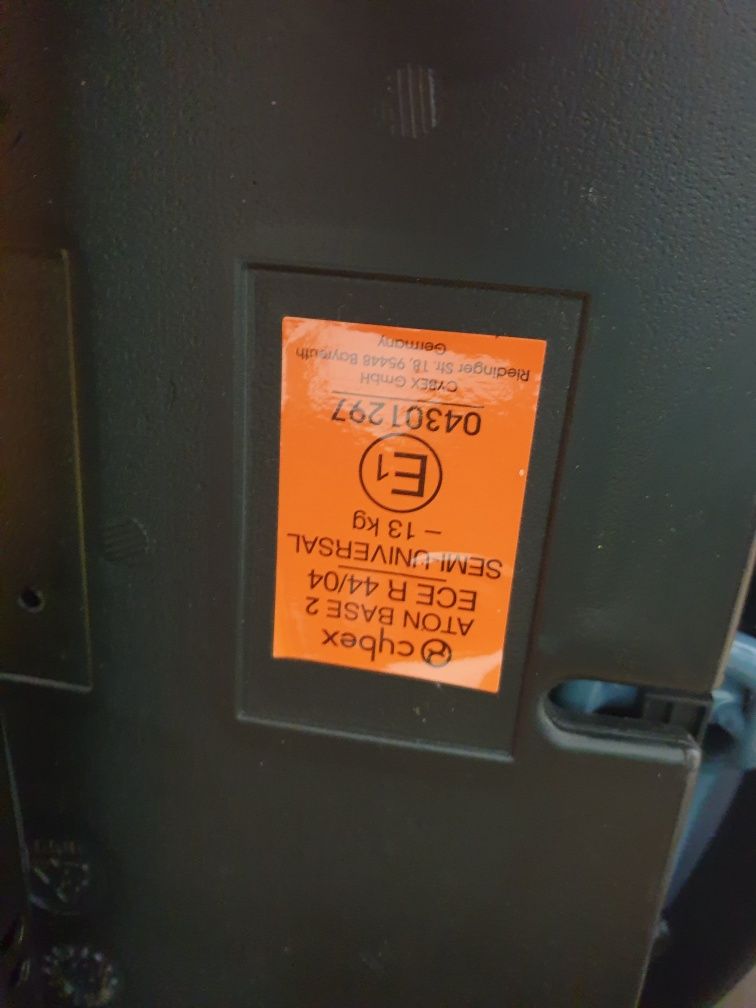 cybex
ATON BASE 2
ECE R 44/04
SEMI-UNIVERSAL
– 13 kg
E1
04301297
CYBEX GmbH
Riedinger Str. 18, 95448 Bayreuth
Germany